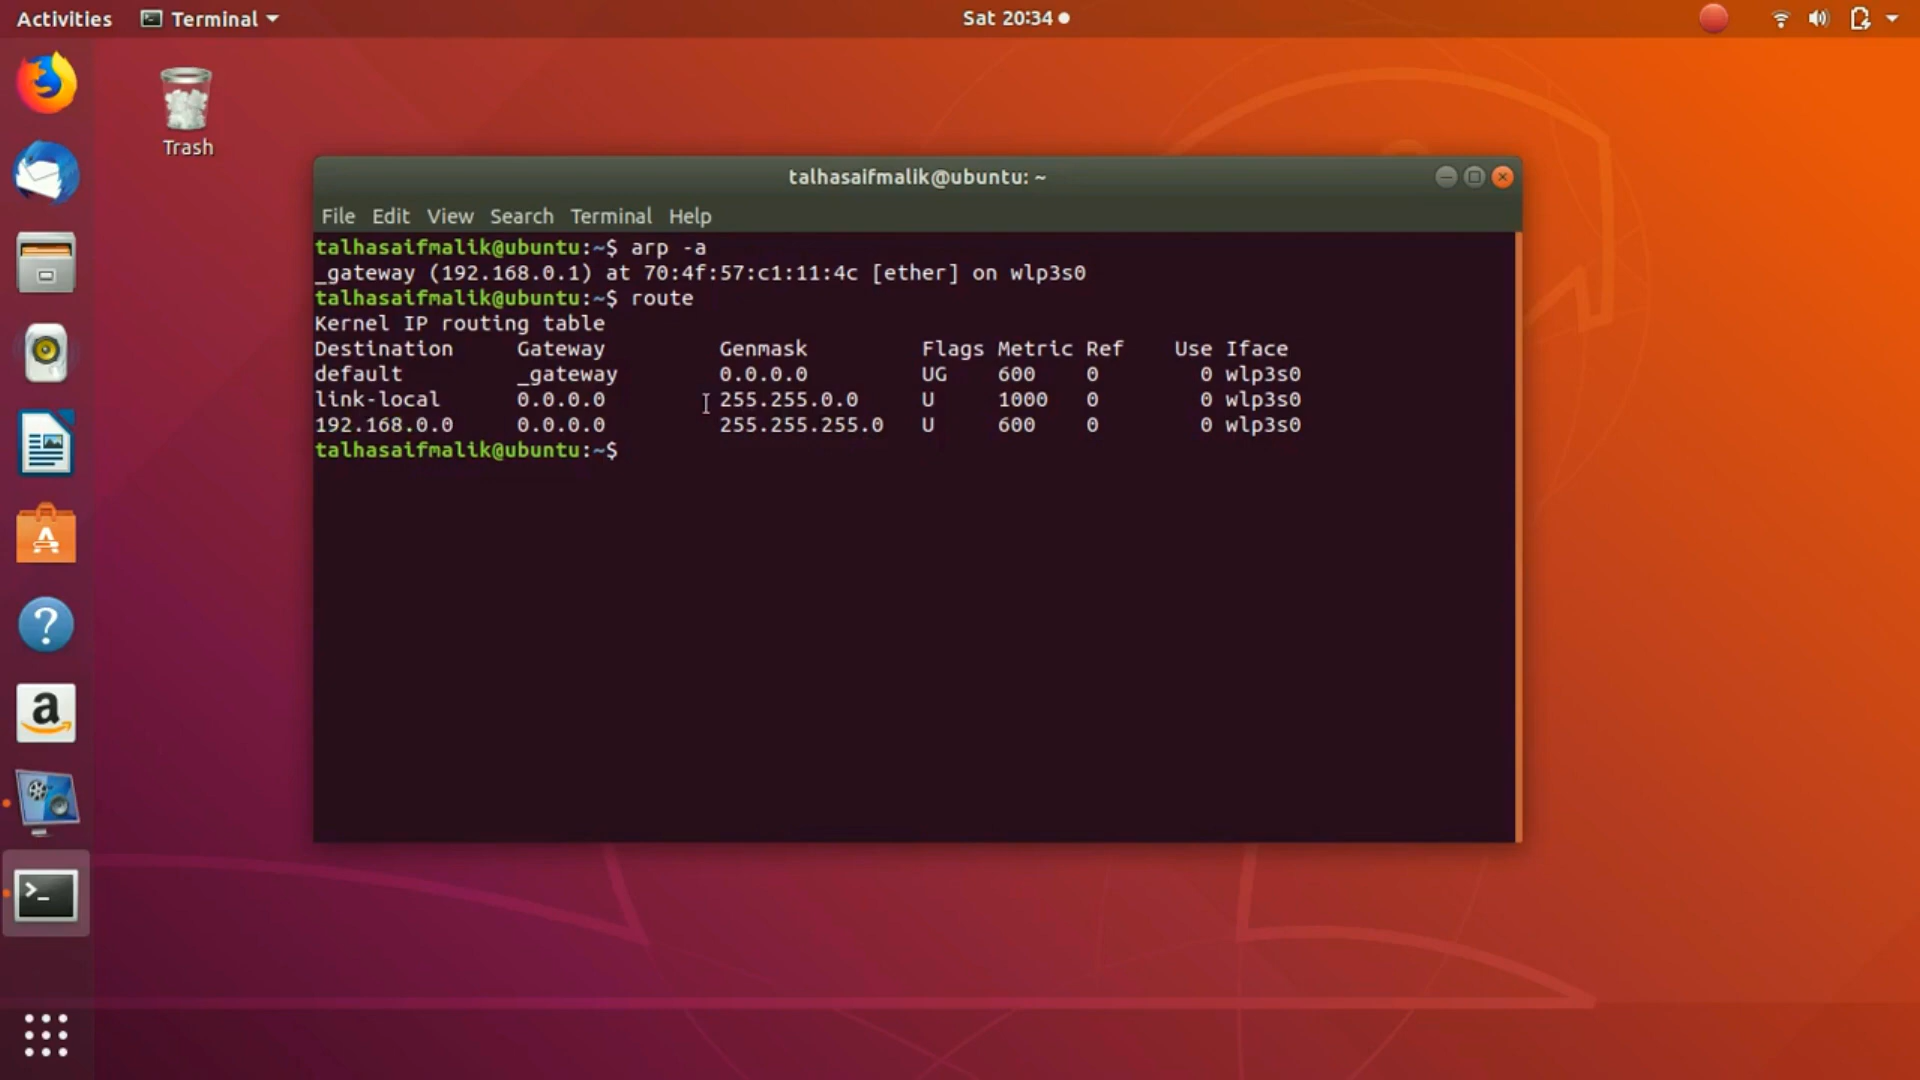 Activities Terminal Sat 20:34
Trash
talhasaifmalik@ubuntu: ~
File Edit View Search Terminal Help
talhasaifmalik@ubuntu:~$ arp -a
_gateway (192.168.0.1) at 70:4f:57:c1:11:4c [ether] on wlp3s0
talhasaifmalik@ubuntu:~$ route
Kernel IP routing table
Destination Gateway Genmask Flags Metric Ref Use Iface
default _gateway 0.0.0.0 UG 600 0 0 wlp3s0
link-local 0.0.0.0 255.255.0.0 U 1000 0 0 wlp3s0
192.168.0.0 0.0.0.0 255.255.255.0 U 600 0 0 wlp3s0
talhasaifmalik@ubuntu:~$